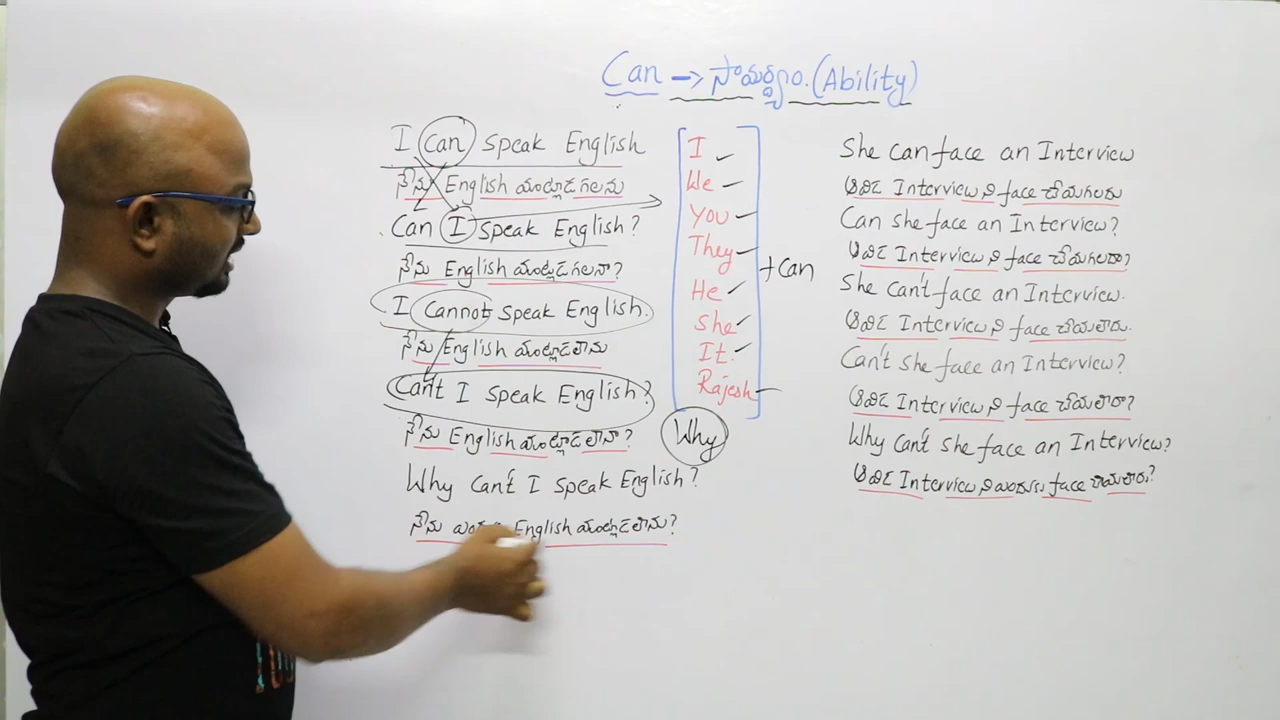 Can → సామర్థ్యం. (Ability)
I can speak English
నేను English మాట్లాడగలను
Can I speak English?
నేను English మాట్లాడగలనా?
I Cannot speak English.
నేను English మాట్లాడలేను
Can't I speak English?
నేను English మాట్లాడలేనా?
Why can't I speak English?
నేను English మాట్లాడలేను?
I
We
You
They
He
She
It
Rajesh
+ can
Why
She can face an Interview
ఆమె Interview ని face చేయగలరు
Can she face an Interview?
ఆమె Interview ని face చేయగలరా?
She can't face an Interview.
ఆమె Interview ని face చేయలేరు.
Can't she face an Interview?
ఆమె Interview ని face చేయలేరా?
Why can't she face an Interview?
ఆమె Interview ని ఎందుకు face చేయలేరు?